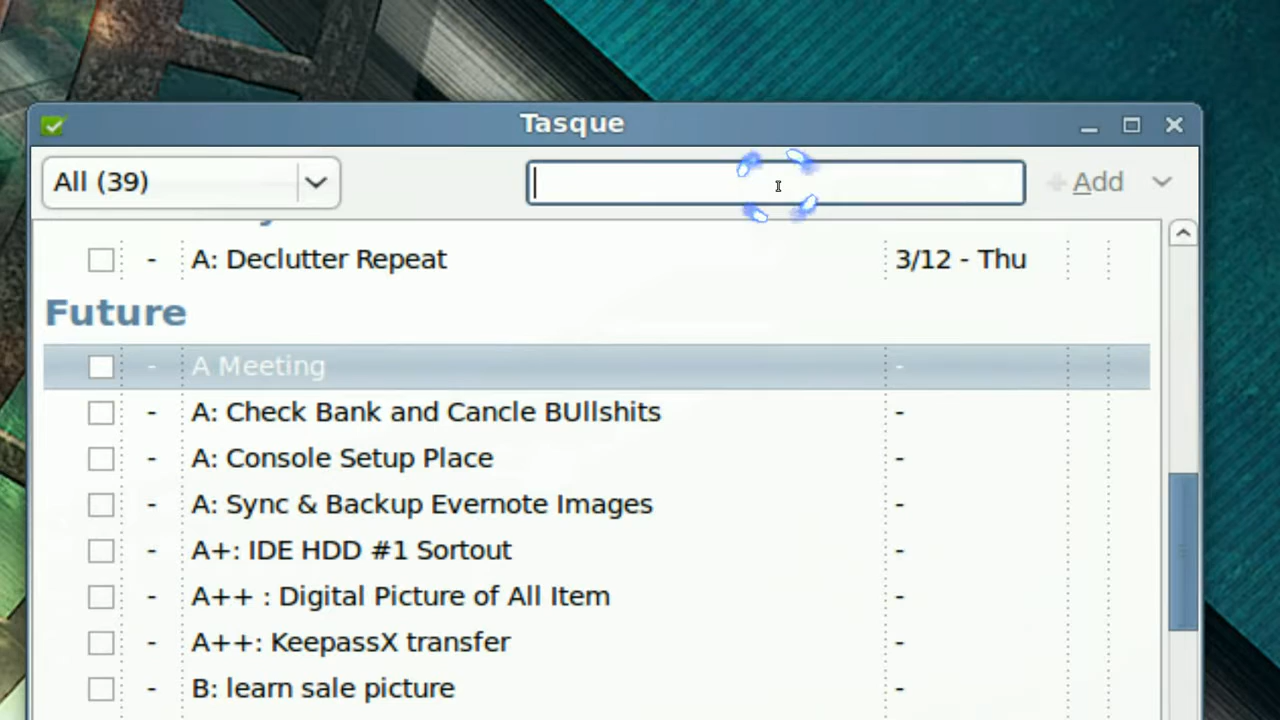 Tasque
All (39)
Add
A: Declutter Repeat 3/12 - Thu
Future
- A Meeting -
- A: Check Bank and Cancle BUllshits -
- A: Console Setup Place -
- A: Sync & Backup Evernote Images -
- A+: IDE HDD #1 Sortout -
- A++ : Digital Picture of All Item -
- A++: KeepassX transfer -
- B: learn sale picture -